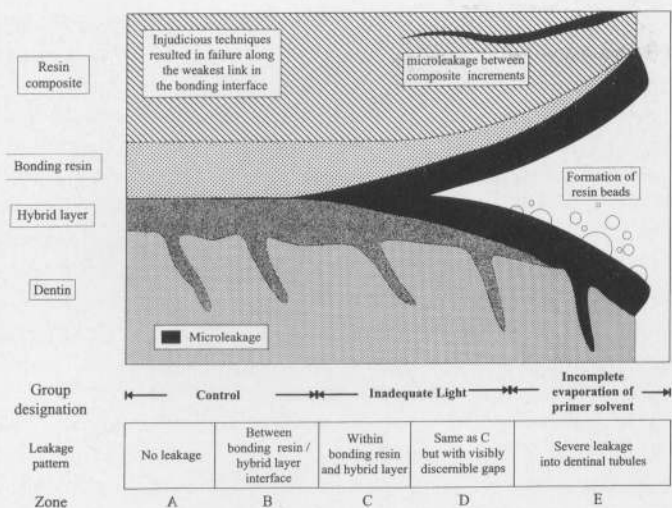 Injudicious techniques
resulted in failure along
the weakest link in
the bonding interface
microleakage between
composite increments
Resin
composite
Bonding resin
Formation of
resin beads
Hybrid layer
Dentin
Microleakage
Group
designation
Control
Inadequate Light
Incomplete
evaporation of
primer solvent
Leakage
pattern
No leakage
Between
bonding resin /
hybrid layer
interface
Within
bonding resin
and hybrid layer
Same as C
but with visibly
discernible gaps
Severe leakage
into dentinal tubules
Zone
A
B
C
D
E